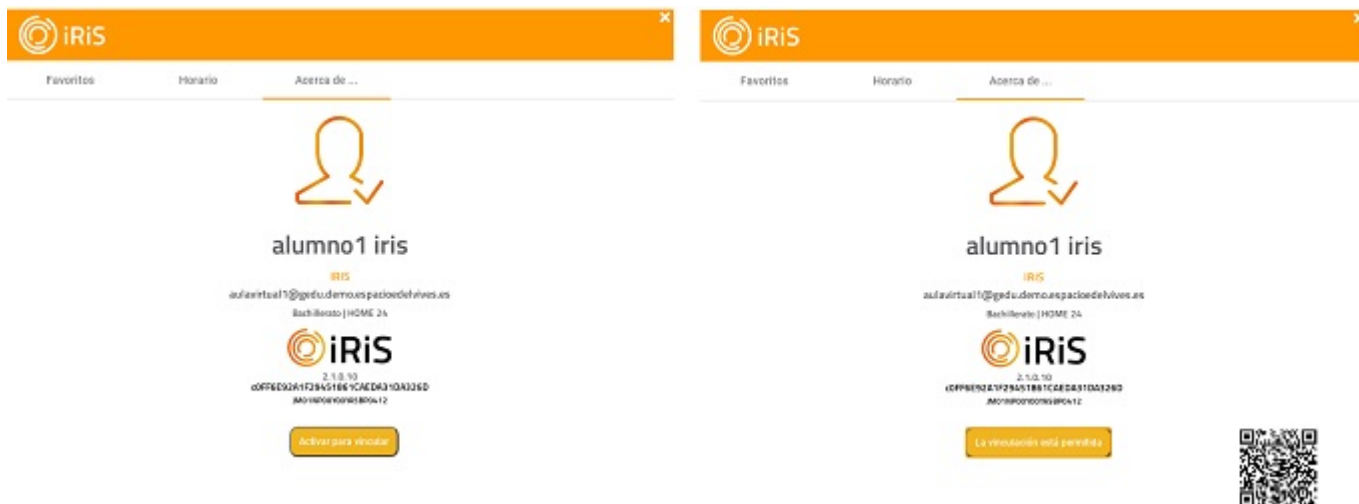 iRiS
Favoritos Horario Acerca de ...
alumno1 iris
IRIS
aulavirtual1@gedu.demo.espacioedelvives.es
Bachillerato | HOME 24
iRiS
2.1.0.10
Activar para vincular
iRiS
Favoritos Horario Acerca de ...
alumno1 iris
IRIS
aulavirtual1@gedu.demo.espacioedelvives.es
Bachillerato | HOME 24
iRiS
2.1.0.10
La vinculación está permitida